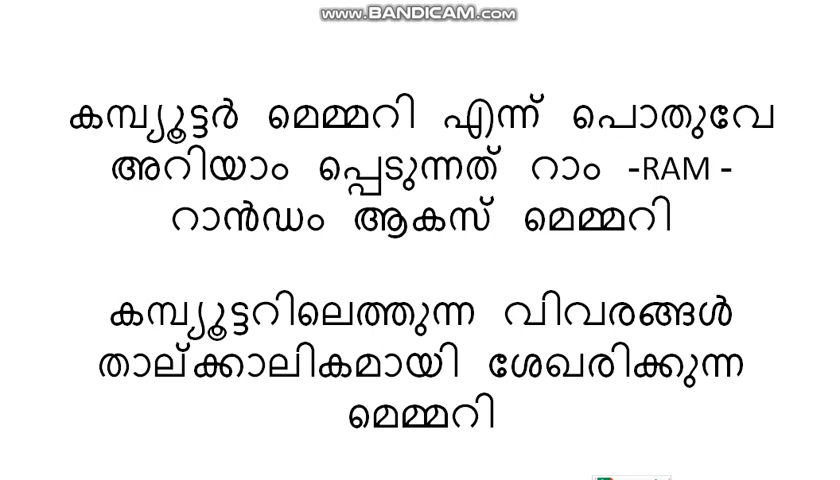 www.BANDICAM.com
കമ്പ്യൂട്ടർ മെമ്മറി എന്ന് പൊതുവേ
അറിയാം പ്പെടുന്നത് റാം -RAM -
റാൻഡം ആകസ് മെമ്മറി
കമ്പ്യൂട്ടറിലെത്തുന്ന വിവരങ്ങൾ
താല്ക്കാലികമായി ശേഖരിക്കുന്ന
മെമ്മറി